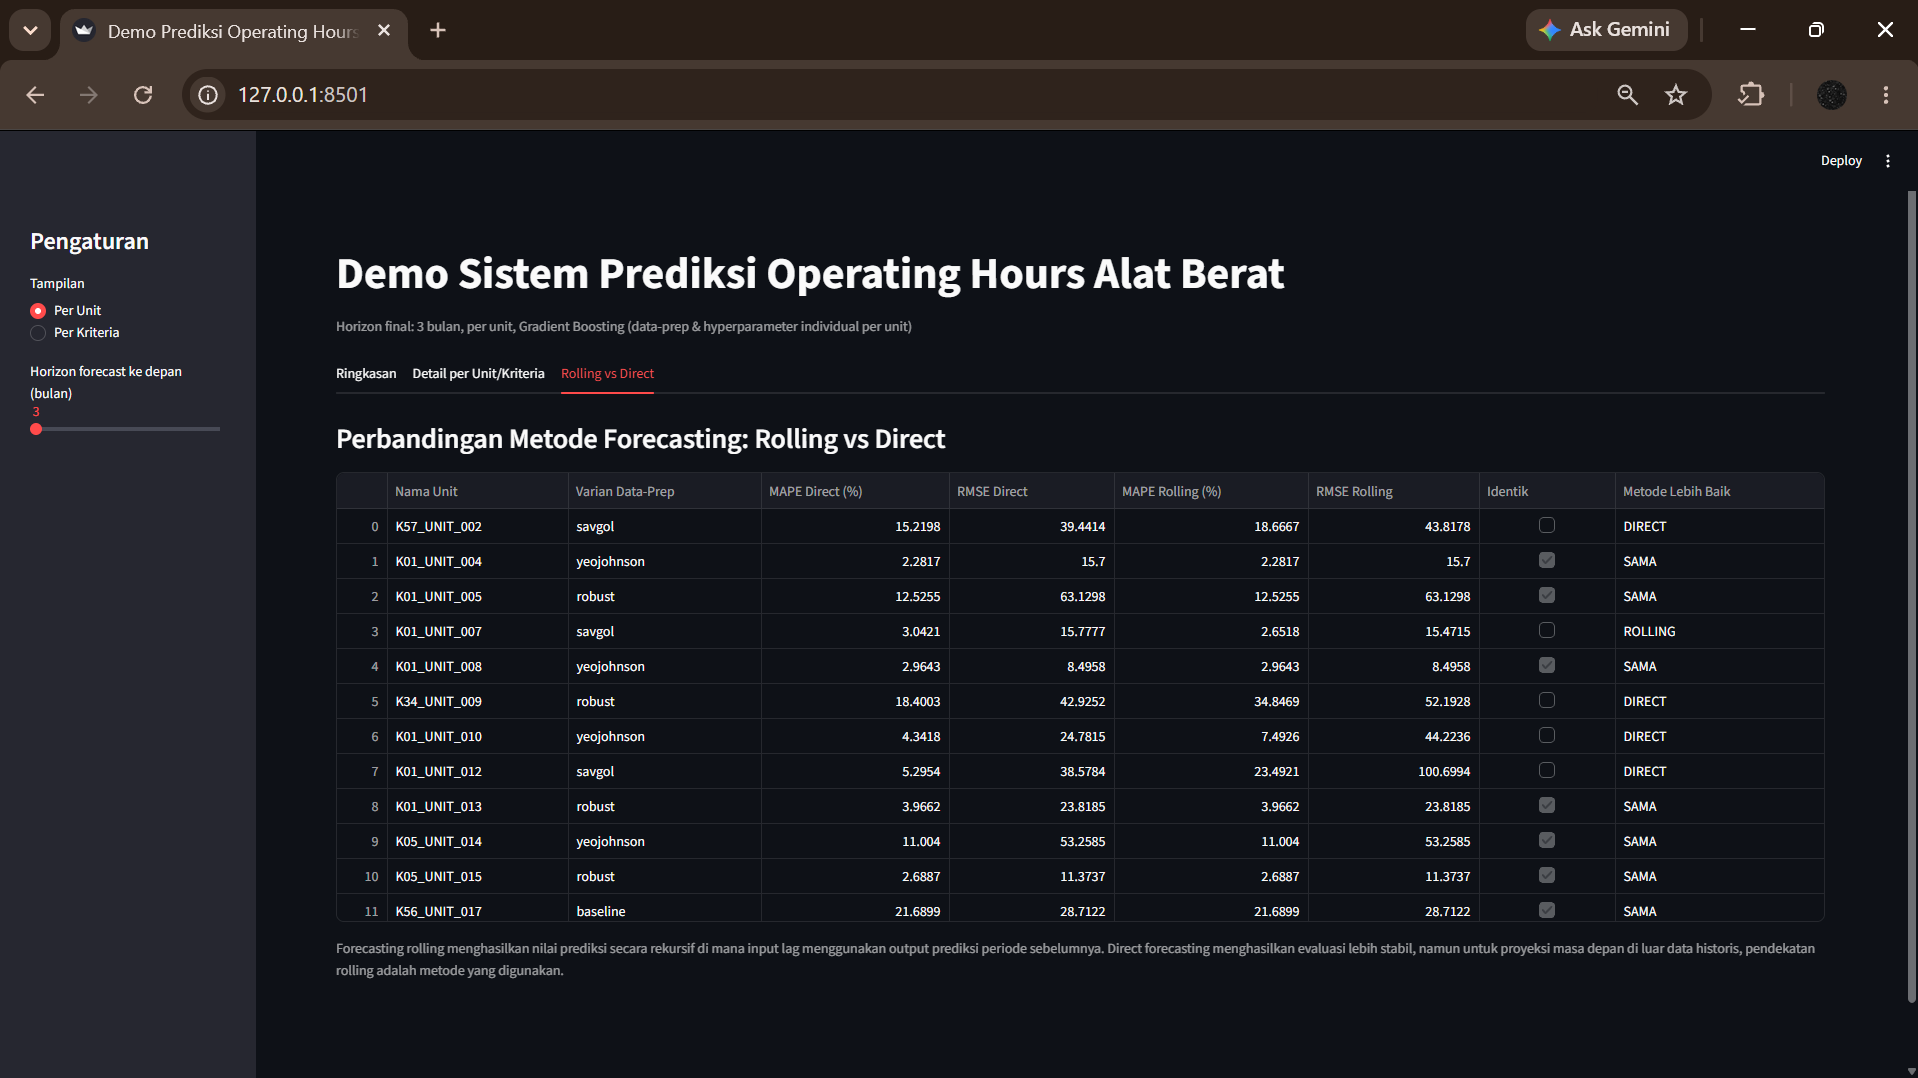 Demo Prediksi Operating Hours
Ask Gemini
127.0.0.1:8501
Deploy
Pengaturan
Tampilan
Per Unit
Per Kriteria
Horizon forecast ke depan
(bulan)
3
Demo Sistem Prediksi Operating Hours Alat Berat
Horizon final: 3 bulan, per unit, Gradient Boosting (data-prep & hyperparameter individual per unit)
Ringkasan Detail per Unit/Kriteria Rolling vs Direct
Perbandingan Metode Forecasting: Rolling vs Direct
Nama Unit Varian Data-Prep MAPE Direct (%) RMSE Direct MAPE Rolling (%) RMSE Rolling Identik Metode Lebih Baik
0 K57_UNIT_002 savgol 15.2198 39.4414 18.6667 43.8178 DIRECT
1 K01_UNIT_004 yeojohnson 2.2817 15.7 2.2817 15.7 SAMA
2 K01_UNIT_005 robust 12.5255 63.1298 12.5255 63.1298 SAMA
3 K01_UNIT_007 savgol 3.0421 15.7777 2.6518 15.4715 ROLLING
4 K01_UNIT_008 yeojohnson 2.9643 8.4958 2.9643 8.4958 SAMA
5 K34_UNIT_009 robust 18.4003 42.9252 34.8469 52.1928 DIRECT
6 K01_UNIT_010 yeojohnson 4.3418 24.7815 7.4926 44.2236 DIRECT
7 K01_UNIT_012 savgol 5.2954 38.5784 23.4921 100.6994 DIRECT
8 K01_UNIT_013 robust 3.9662 23.8185 3.9662 23.8185 SAMA
9 K05_UNIT_014 yeojohnson 11.004 53.2585 11.004 53.2585 SAMA
10 K05_UNIT_015 robust 2.6887 11.3737 2.6887 11.3737 SAMA
11 K56_UNIT_017 baseline 21.6899 28.7122 21.6899 28.7122 SAMA
Forecasting rolling menghasilkan nilai prediksi secara rekursif di mana input lag menggunakan output prediksi periode sebelumnya. Direct forecasting menghasilkan evaluasi lebih stabil, namun untuk proyeksi masa depan di luar data historis, pendekatan
rolling adalah metode yang digunakan.